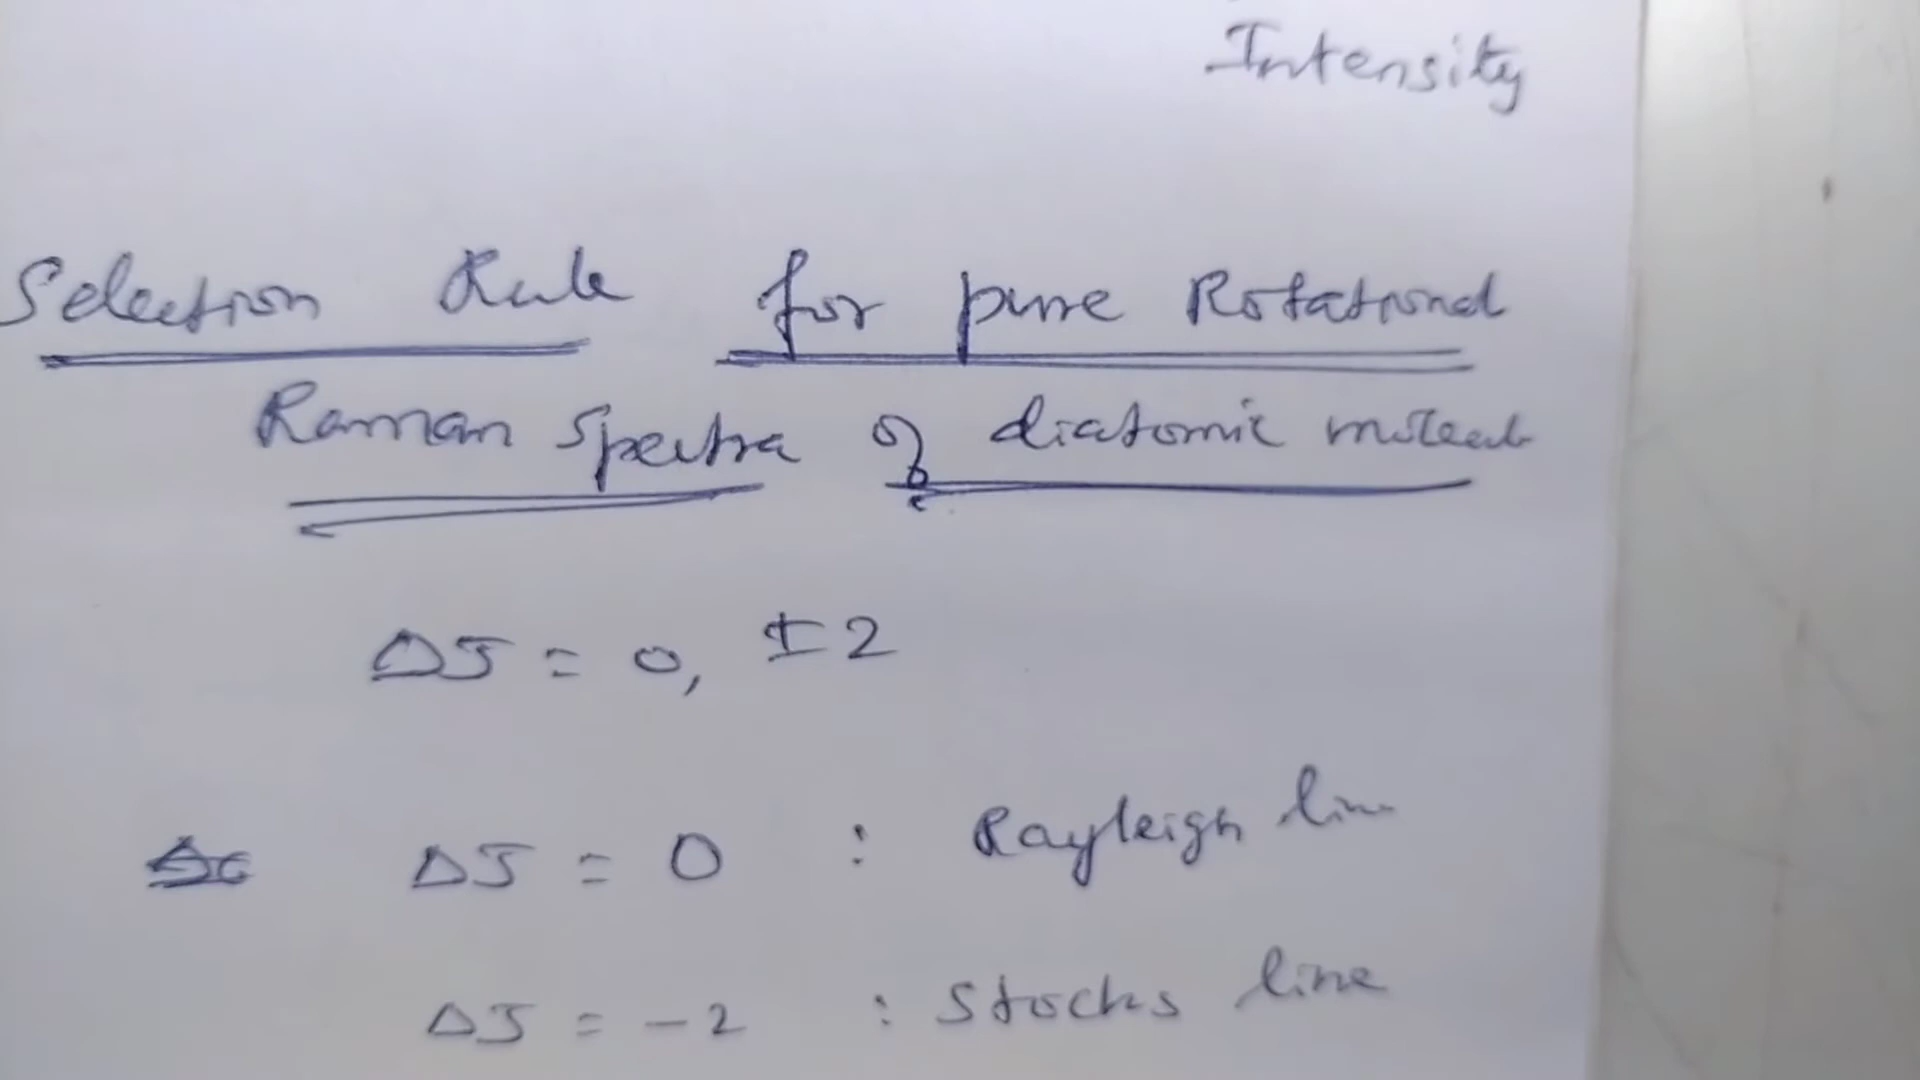 Intensity
Selection Rule for pure Rotational
Raman Spectra of diatomic molecule
ΔJ = 0, ±2
ΔJ = 0 : Rayleigh line
ΔJ = -2 : Stocks line